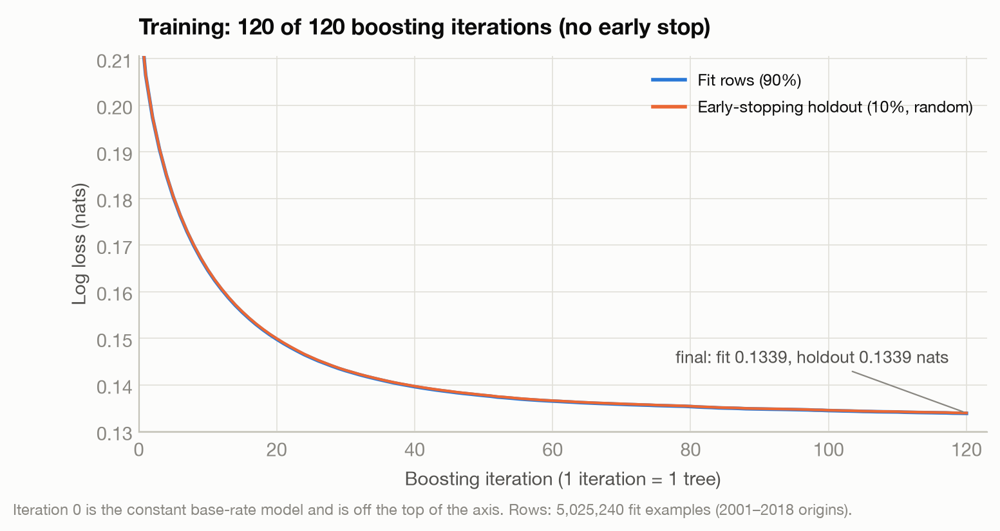 Training: 120 of 120 boosting iterations (no early stop)
0.21
0.20
0.19
0.18
0.17
0.16
0.15
0.14
0.13
Log loss (nats)
Fit rows (90%)
Early-stopping holdout (10%, random)
final: fit 0.1339, holdout 0.1339 nats
0 20 40 60 80 100 120
Boosting iteration (1 iteration = 1 tree)
Iteration 0 is the constant base-rate model and is off the top of the axis. Rows: 5,025,240 fit examples (2001–2018 origins).